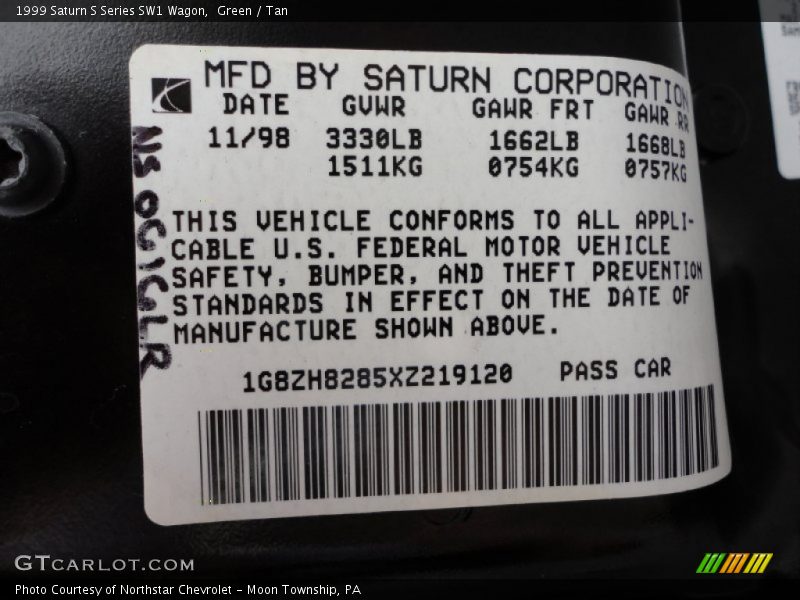 1999 Saturn S Series SW1 Wagon,  Green / Tan
MFD BY SATURN CORPORATION
DATE GVWR GAWR FRT GAWR RR
11/98 3330LB 1662LB 1668LB
1511KG 0754KG 0757KG
THIS VEHICLE CONFORMS TO ALL APPLI-
CABLE U.S. FEDERAL MOTOR VEHICLE
SAFETY, BUMPER, AND THEFT PREVENTION
STANDARDS IN EFFECT ON THE DATE OF
MANUFACTURE SHOWN ABOVE.
1G8ZH8285XZ219120 PASS CAR
GTCARLOT.COM
Photo Courtesy of Northstar Chevrolet - Moon Township, PA